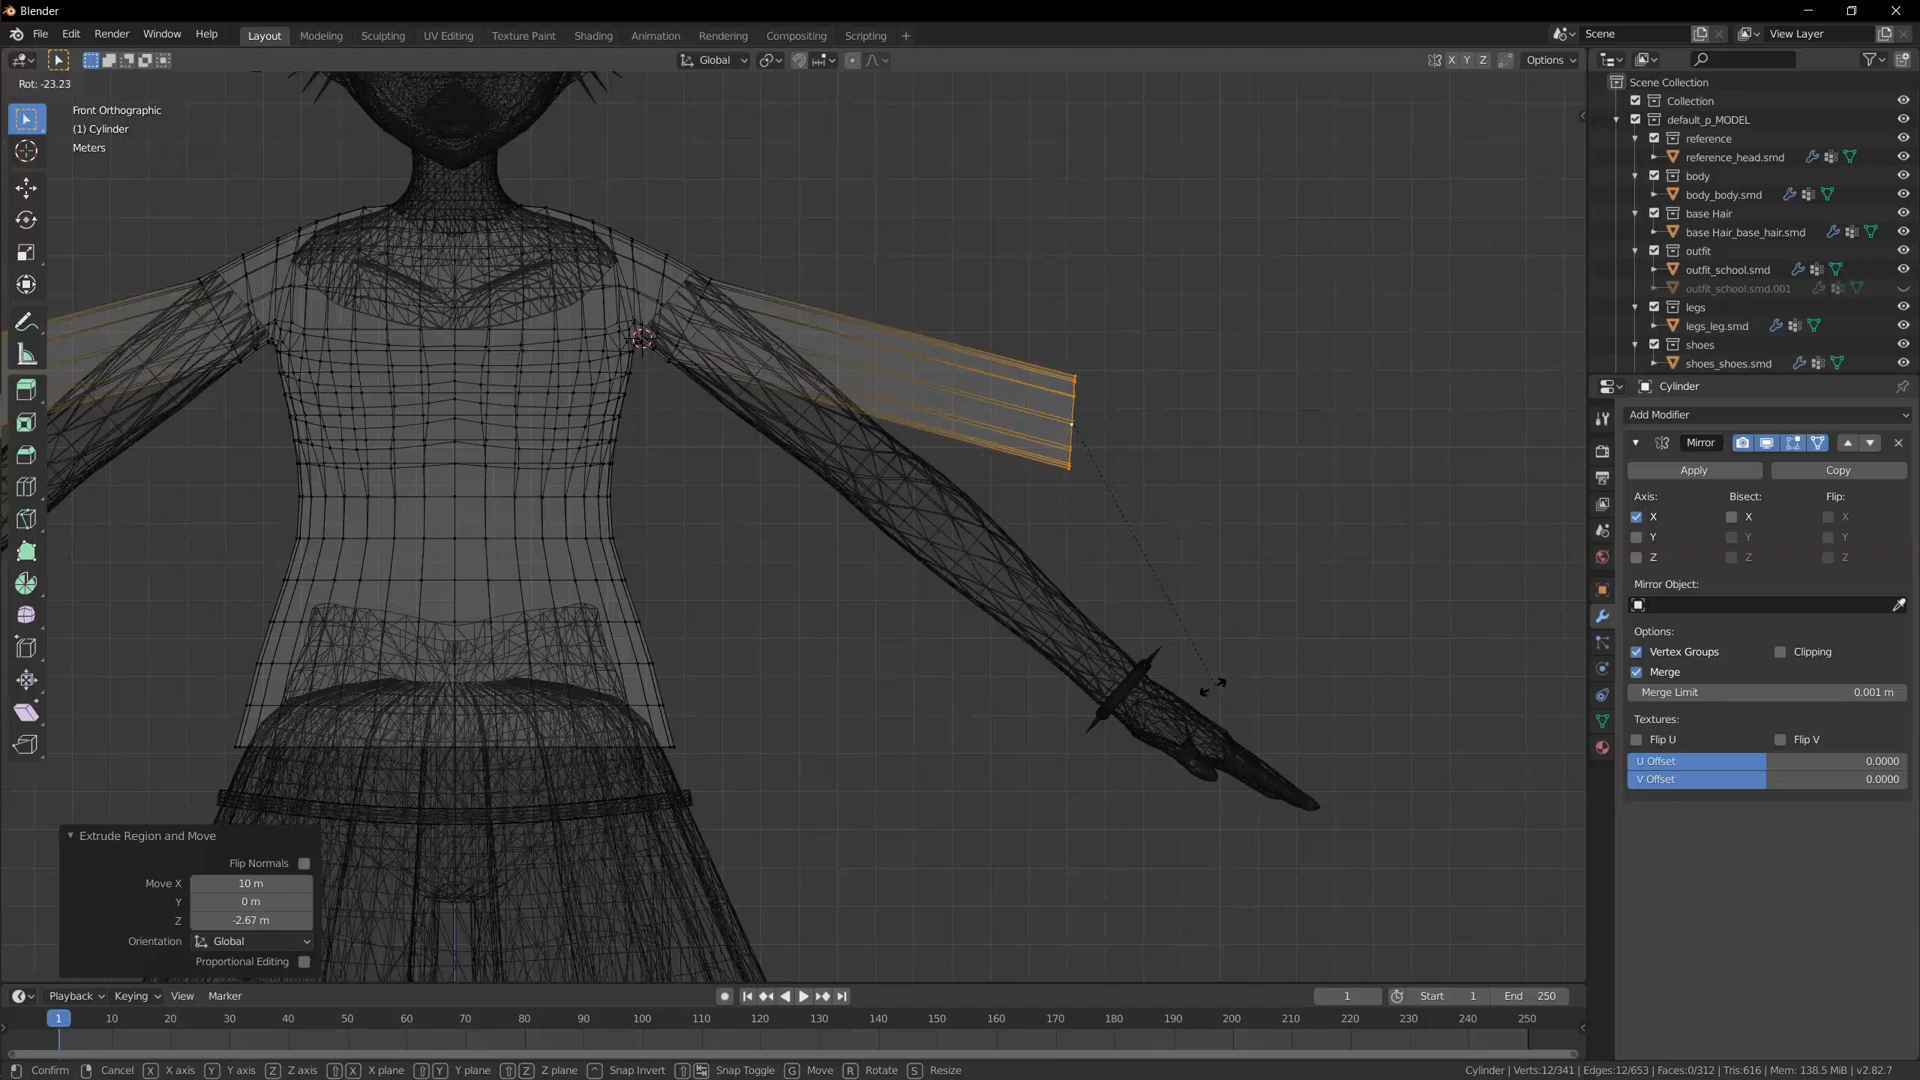 Blender
File Edit Render Window Help Layout Modeling Sculpting UV Editing Texture Paint Shading Animation Rendering Compositing Scripting + Scene View Layer
Global X Y Z Options
Rot: -23.23
Front Orthographic
(1) Cylinder
Meters
Scene Collection
Collection
default_p_MODEL
reference
reference_head.smd
body
body_body.smd
base Hair
base Hair_base_hair.smd
outfit
outfit_school.smd
outfit_school.smd.001
legs
legs_leg.smd
shoes
shoes_shoes.smd
Cylinder
Add Modifier
Mirror
Apply Copy
Axis: Bisect: Flip:
X X X
Y Y Y
Z Z Z
Mirror Object:
Options:
Vertex Groups Clipping
Merge
Merge Limit 0.001 m
Textures:
Flip U Flip V
U Offset 0.0000
V Offset 0.0000
Extrude Region and Move
Flip Normals
Move X 10 m
Y 0 m
Z -2.67 m
Orientation Global
Proportional Editing
Playback Keying View Marker 1 Start 1 End 250
1 10 20 30 40 50 60 70 80 90 100 110 120 130 140 150 160 170 180 190 200 210 220 230 240 250
Confirm Cancel X X axis Y Y axis Z Z axis X X plane Y Y plane Z Z plane Snap Invert Snap Toggle G Move R Rotate S Resize Cylinder | Verts:12/341 | Edges:12/653 | Faces:0/312 | Tris:616 | Mem: 138.5 MiB | v2.82.7